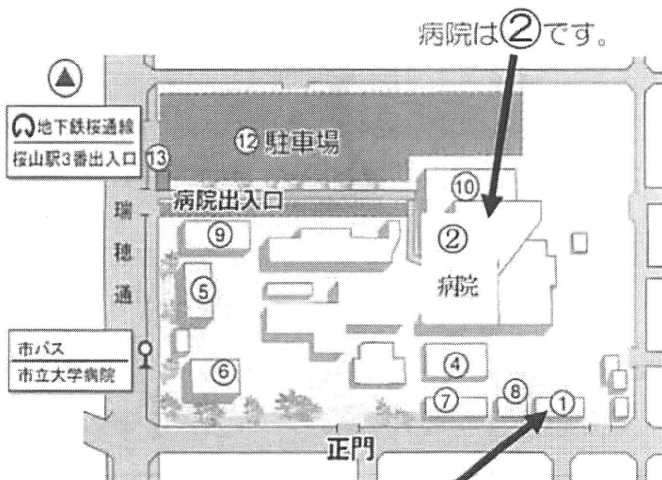 病院は②です。
地下鉄桜通線
桜山駅3番出入口
⑫駐車場
⑬
病院出入口
⑩
瑞穂通
⑨
②
病院
⑤
市バス
市立大学病院
⑥
④
⑦
⑧
①
正門